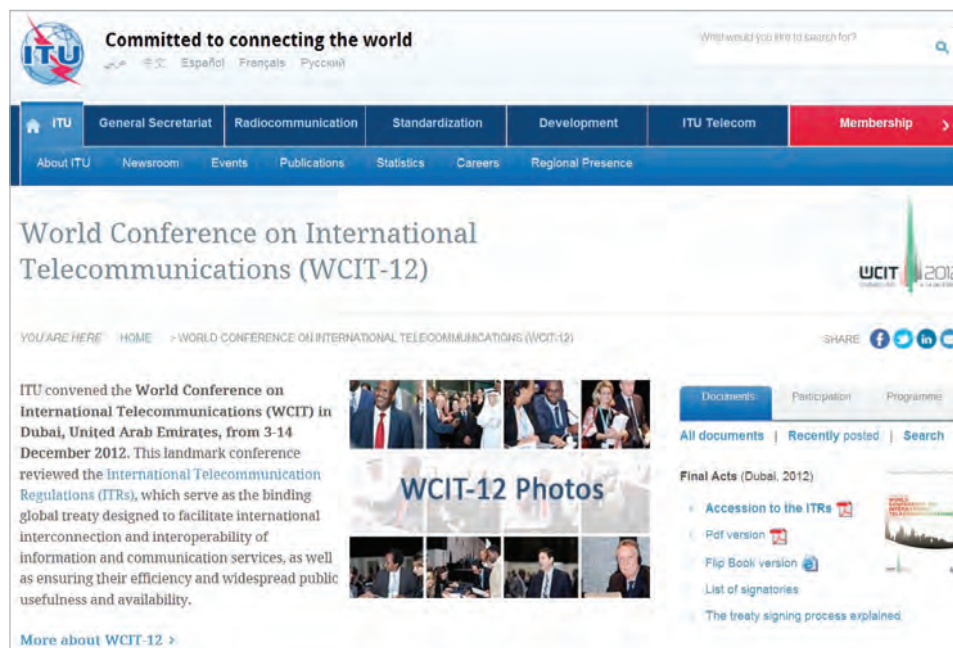 ITU
Committed to connecting the world
عربي 中文 Español Français Русский
What would you like to search for?
ITU General Secretariat Radiocommunication Standardization Development ITU Telecom Membership
About ITU Newsroom Events Publications Statistics Careers Regional Presence
World Conference on International
Telecommunications (WCIT-12)
WCIT 2012
YOU ARE HERE HOME > WORLD CONFERENCE ON INTERNATIONAL TELECOMMUNICATIONS (WCIT-12)
SHARE
ITU convened the World Conference on
International Telecommunications (WCIT) in
Dubai, United Arab Emirates, from 3-14
December 2012. This landmark conference
reviewed the International Telecommunication
Regulations (ITRs), which serve as the binding
global treaty designed to facilitate international
interconnection and interoperability of
information and communication services, as well
as ensuring their efficiency and widespread public
usefulness and availability.
More about WCIT-12 >
WCIT-12 Photos
Documents Participation Programme
All documents | Recently posted | Search
Final Acts (Dubai, 2012)
Accession to the ITRs
Pdf version
Flip Book version
List of signatories
The treaty signing process explained